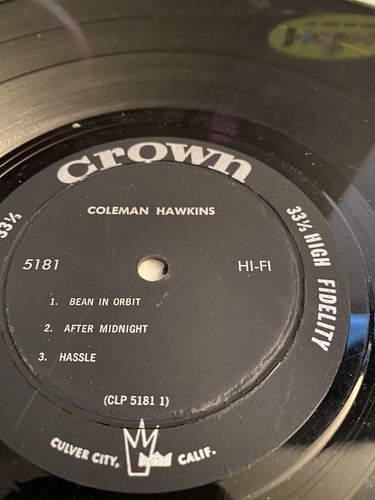 crown
COLEMAN HAWKINS
33⅓
33⅓ HIGH FIDELITY
5181
HI-FI
1. BEAN IN ORBIT
2. AFTER MIDNIGHT
3. HASSLE
(CLP 5181 1)
CULVER CITY, CALIF.